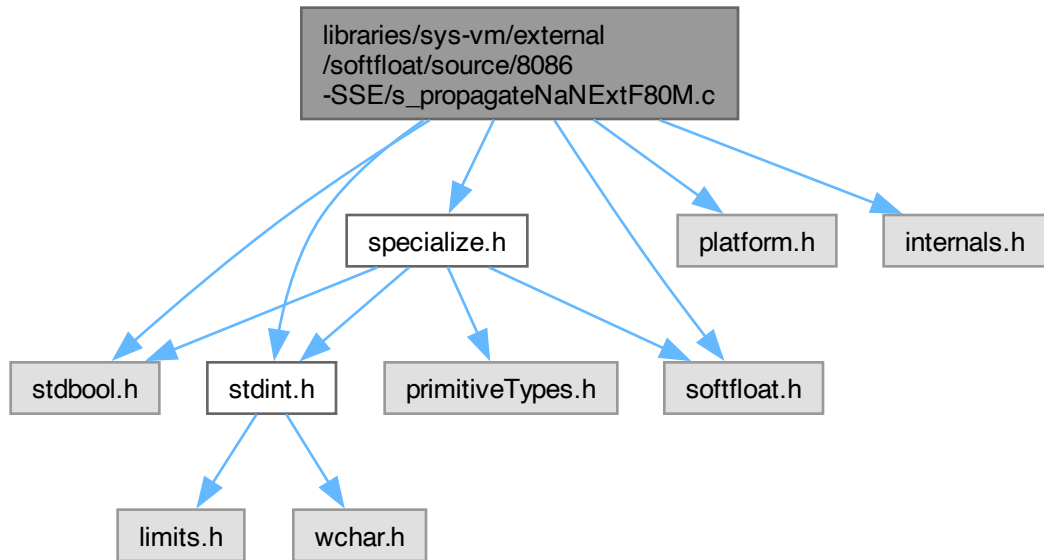 libraries/sys-vm/external
/softfloat/source/8086
-SSE/s_propagateNaNExtF80M.c
specialize.h
platform.h
internals.h
stdbool.h
stdint.h
primitiveTypes.h
softfloat.h
limits.h
wchar.h